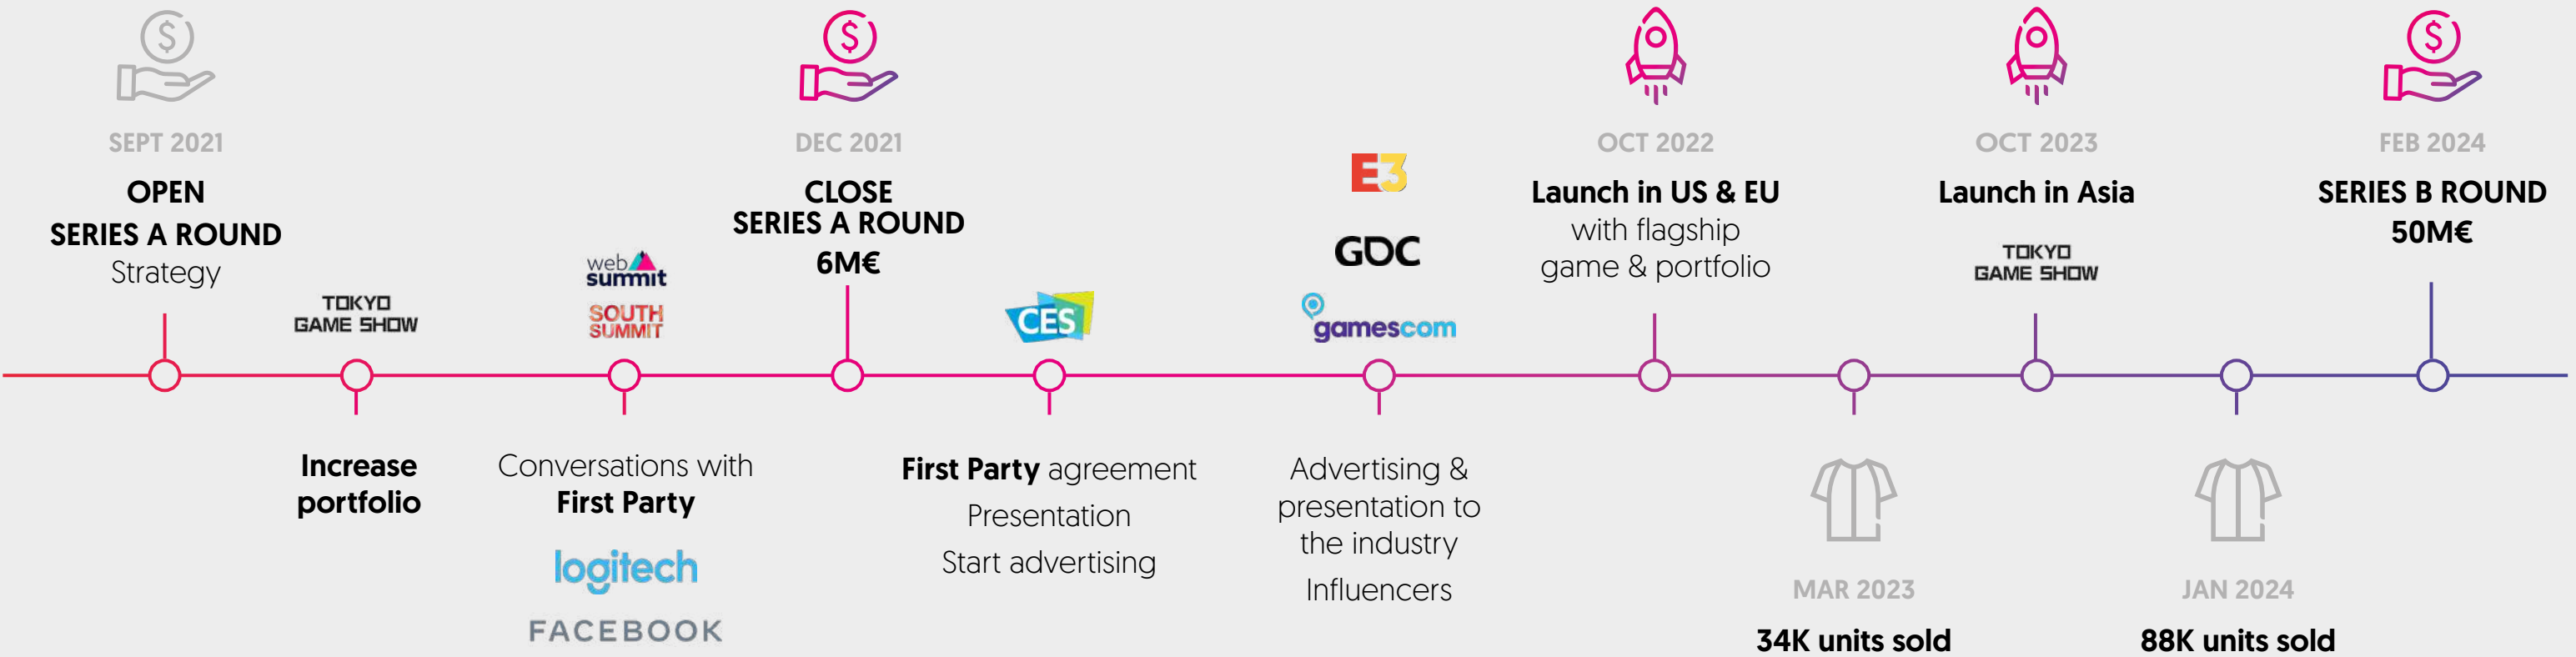 SEPT 2021
OPEN
SERIES A ROUND
Strategy
TOKYO
GAME SHOW
Increase
portfolio
web
summit
SOUTH
SUMMIT
Conversations with
First Party
logitech
FACEBOOK
DEC 2021
CLOSE
SERIES A ROUND
6M€
CES
First Party agreement
Presentation
Start advertising
E3
GDC
gamescom
Advertising &
presentation to
the industry
Influencers
OCT 2022
Launch in US & EU
with flagship
game & portfolio
MAR 2023
34K units sold
OCT 2023
Launch in Asia
TOKYO
GAME SHOW
JAN 2024
88K units sold
FEB 2024
SERIES B ROUND
50M€